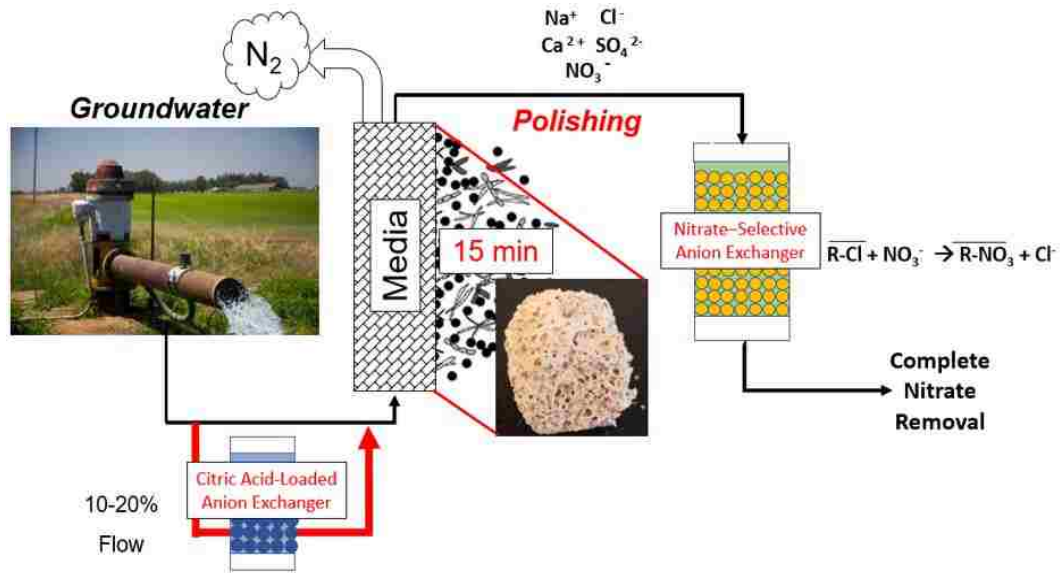 Na⁺ Cl⁻
Ca²⁺ SO₄²⁻
NO₃⁻
N₂
Groundwater
Polishing
Media
15 min
Nitrate–Selective
Anion Exchanger
R-Cl + NO₃⁻ → R-NO₃ + Cl⁻
Complete
Nitrate
Removal
Citric Acid-Loaded
Anion Exchanger
10-20%
Flow